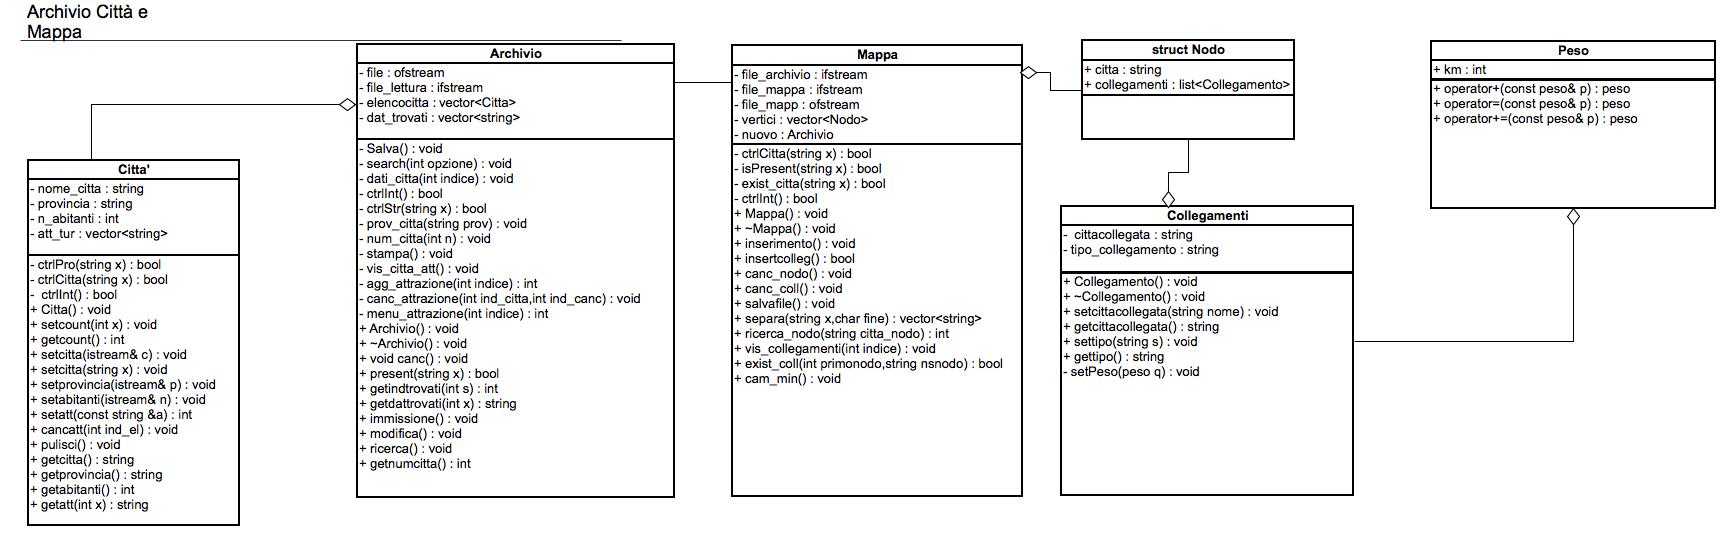 Archivio Città e
Mappa
Citta'
- nome_citta : string
- provincia : string
- n_abitanti : int
- att_tur : vector<string>
- ctrlPro(string x) : bool
- ctrlCitta(string x) : bool
- ctrlInt() : bool
+ Citta() : void
+ setcount(int x) : void
+ getcount() : int
+ setcitta(istream& c) : void
+ setcitta(string x) : void
+ setprovincia(istream& p) : void
+ setabitanti(istream& n) : void
+ setatt(const string &a) : int
+ cancatt(int ind_el) : void
+ pulisci() : void
+ getcitta() : string
+ getprovincia() : string
+ getabitanti() : int
+ getatt(int x) : string
Archivio
- file : ofstream
- file_lettura : ifstream
- elencocitta : vector<Citta>
- dat_trovati : vector<string>
- Salva() : void
- search(int opzione) : void
- dati_citta(int indice) : void
- ctrlInt() : bool
- ctrlStr(string x) : bool
- prov_citta(string prov) : void
- num_citta(int n) : void
- stampa() : void
- vis_citta_att() : void
- agg_attrazione(int indice) : int
- canc_attrazione(int ind_citta,int ind_canc) : void
- menu_attrazione(int indice) : int
+ Archivio() : void
+ ~Archivio() : void
+ void canc() : void
+ present(string x) : bool
+ getindtrovati(int s) : int
+ getdattrovati(int x) : string
+ immissione() : void
+ modifica() : void
+ ricerca() : void
+ getnumcitta() : int
Mappa
- file_archivio : ifstream
- file_mappa : ifstream
- file_mapp : ofstream
- vertici : vector<Nodo>
- nuovo : Archivio
- ctrlCitta(string x) : bool
- isPresent(string x) : bool
- exist_citta(string x) : bool
- ctrlInt() : bool
+ Mappa() : void
+ ~Mappa() : void
+ inserimento() : void
+ insertcolleg() : bool
+ canc_nodo() : void
+ canc_coll() : void
+ salvafile() : void
+ separa(string x,char fine) : vector<string>
+ ricerca_nodo(string citta_nodo) : int
+ vis_collegamenti(int indice) : void
+ exist_coll(int primonodo,string nsnodo) : bool
+ cam_min() : void
struct Nodo
+ citta : string
+ collegamenti : list<Collegamento>
Collegamenti
- cittacollegata : string
- tipo_collegamento : string
+ Collegamento() : void
+ ~Collegamento() : void
+ setcittacollegata(string nome) : void
+ getcittacollegata() : string
+ settipo(string s) : void
+ gettipo() : string
- setPeso(peso q) : void
Peso
+ km : int
+ operator+(const peso& p) : peso
+ operator=(const peso& p) : peso
+ operator+=(const peso& p) : peso